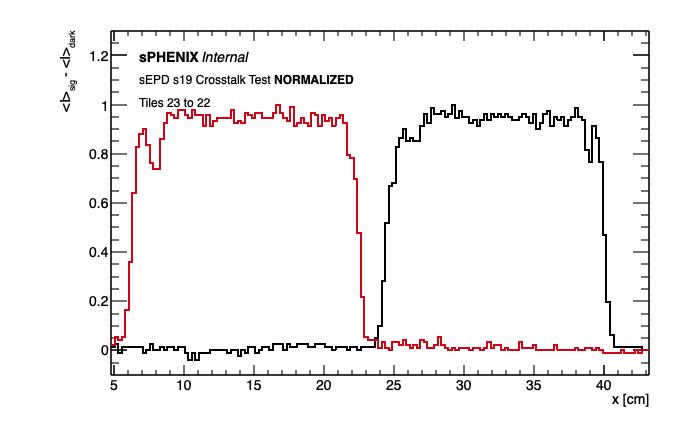 <I>sig - <I>dark
1.2
sPHENIX Internal
sEPD s19 Crosstalk Test NORMALIZED
Tiles 23 to 22
1
0.8
0.6
0.4
0.2
0
5 10 15 20 25 30 35 40
x [cm]